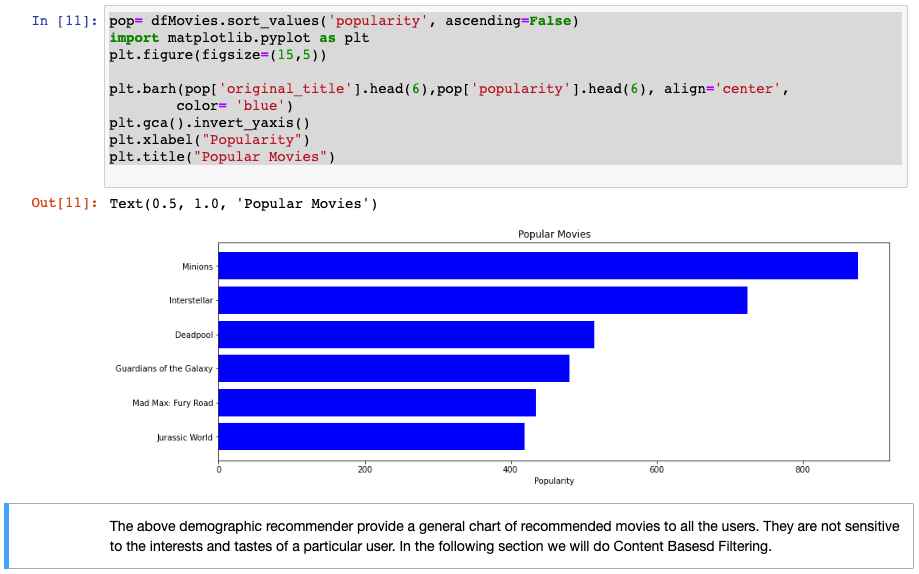 In [11]: pop= dfMovies.sort_values('popularity', ascending=False)
import matplotlib.pyplot as plt
plt.figure(figsize=(15,5))
plt.barh(pop['original_title'].head(6),pop['popularity'].head(6), align='center',
        color= 'blue')
plt.gca().invert_yaxis()
plt.xlabel("Popularity")
plt.title("Popular Movies")
Out[11]: Text(0.5, 1.0, 'Popular Movies')
Popular Movies
Minions
Interstellar
Deadpool
Guardians of the Galaxy
Mad Max: Fury Road
Jurassic World
0 200 400 600 800
Popularity
The above demographic recommender provide a general chart of recommended movies to all the users. They are not sensitive
to the interests and tastes of a particular user. In the following section we will do Content Basesd Filtering.